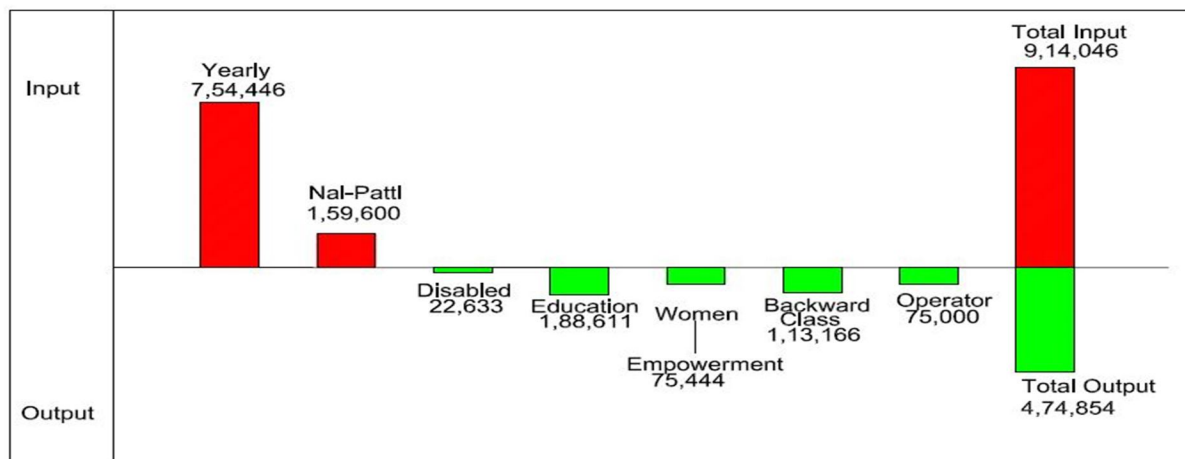 Input
Yearly
7,54,446
Nal-Pattl
1,59,600
Total Input
9,14,046
Disabled
22,633
Education
1,88,611
Women
Empowerment
75,444
Backward
Class
1,13,166
Operator
75,000
Total Output
4,74,854
Output